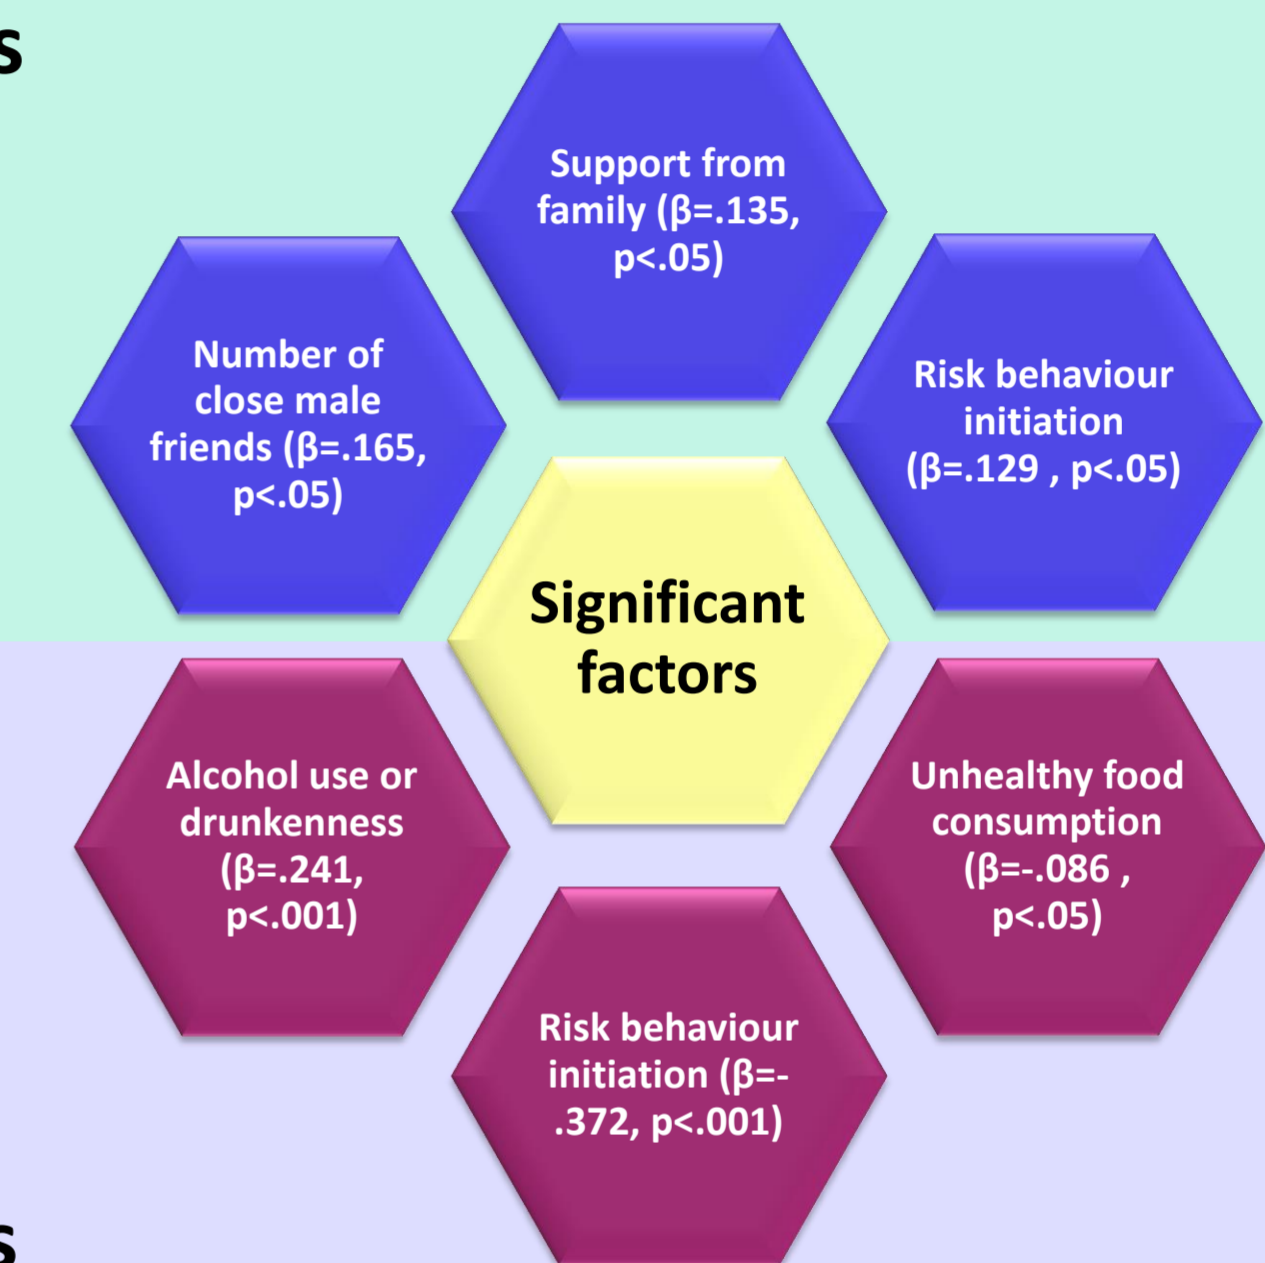 s
Support from
family (β=.135,
p<.05)
Number of
close male
friends (β=.165,
p<.05)
Risk behaviour
initiation
(β=.129 , p<.05)
Significant
factors
Alcohol use or
drunkenness
(β=.241,
p<.001)
Unhealthy food
consumption
(β=-.086 ,
p<.05)
Risk behaviour
initiation (β=-
.372, p<.001)
s